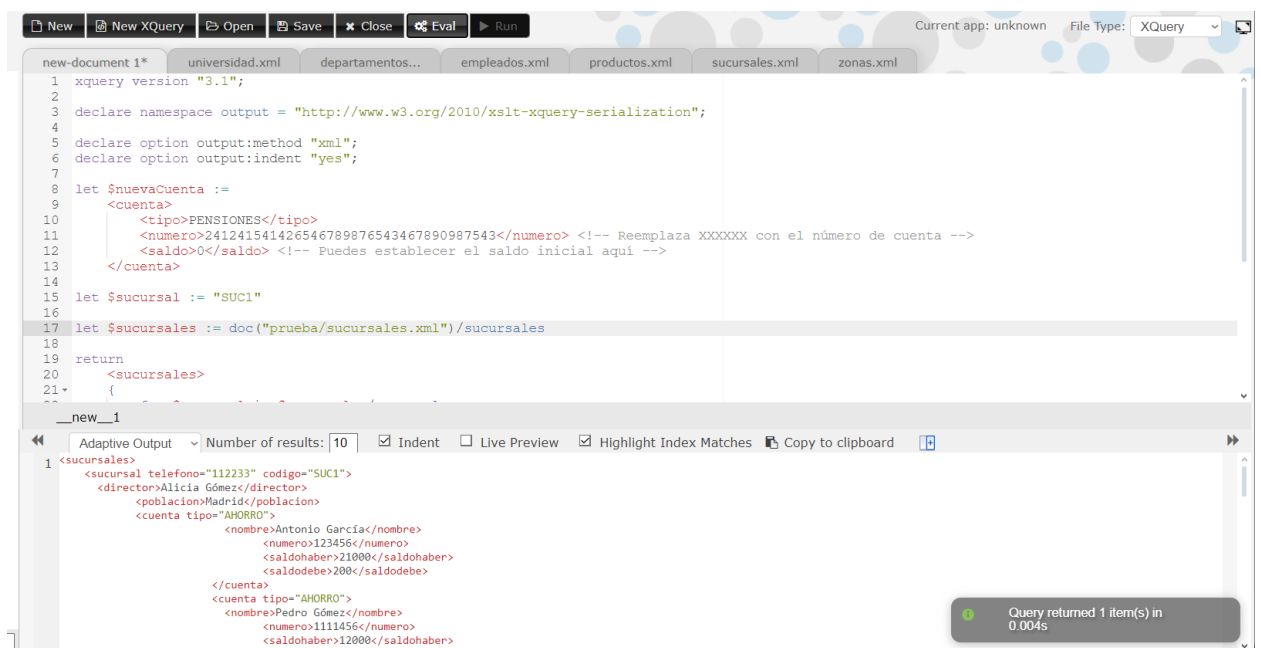 New New XQuery Open Save Close Eval Run Current app: unknown File Type: XQuery
new-document 1* universidad.xml departamentos... empleados.xml productos.xml sucursales.xml zonas.xml
1 xquery version "3.1";
2
3 declare namespace output = "http://www.w3.org/2010/xslt-xquery-serialization";
4
5 declare option output:method "xml";
6 declare option output:indent "yes";
7
8 let $nuevaCuenta :=
9 <cuenta>
10 <tipo>PENSIONES</tipo>
11 <numero>241241541426546789876543467890987543</numero> <!-- Reemplaza XXXXXX con el número de cuenta -->
12 <saldo>0</saldo> <!-- Puedes establecer el saldo inicial aquí -->
13 </cuenta>
14
15 let $sucursal := "SUC1"
16
17 let $sucursales := doc("prueba/sucursales.xml")/sucursales
18
19 return
20 <sucursales>
21 {
__new__1
Adaptive Output Number of results: 10 Indent Live Preview Highlight Index Matches Copy to clipboard
1 <sucursales>
<sucursal telefono="112233" codigo="SUC1">
<director>Alicia Gómez</director>
<poblacion>Madrid</poblacion>
<cuenta tipo="AHORRO">
<nombre>Antonio García</nombre>
<numero>123456</numero>
<saldohaber>21000</saldohaber>
<saldodebe>200</saldodebe>
</cuenta>
<cuenta tipo="AHORRO">
<nombre>Pedro Gómez</nombre>
<numero>1111456</numero>
<saldohaber>12000</saldohaber>
Query returned 1 item(s) in
0.004s